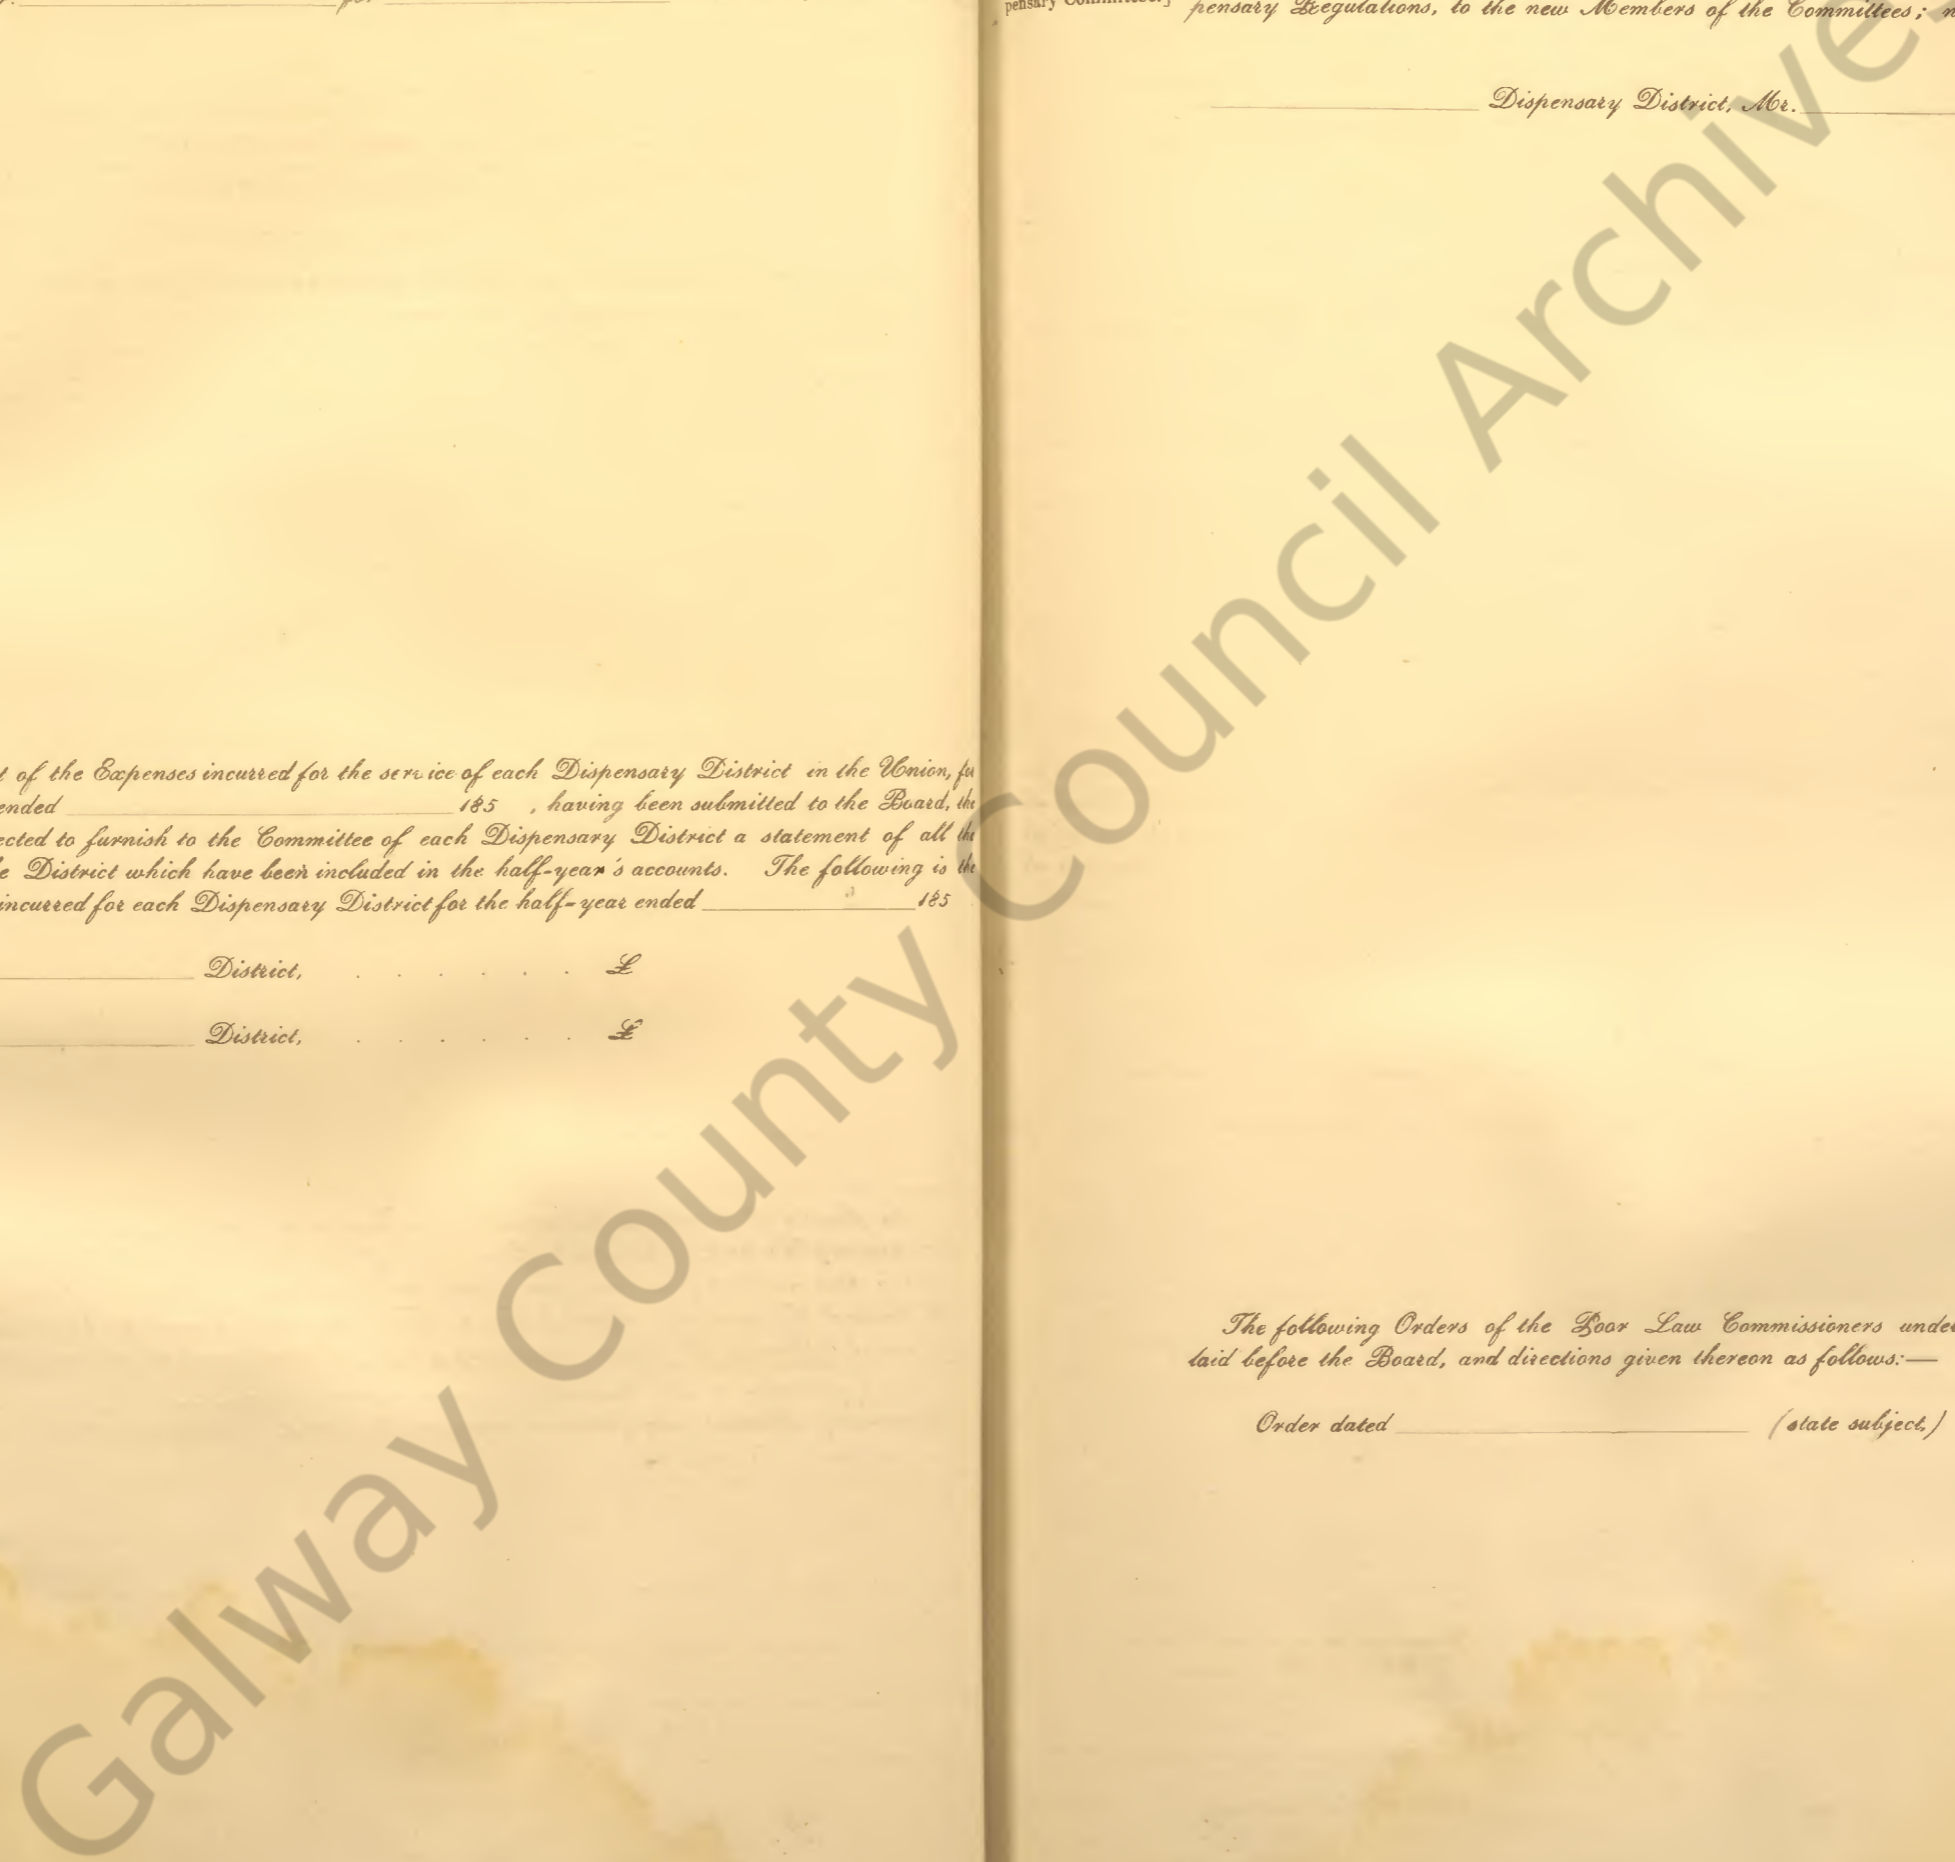 for
t of the Expenses incurred for the service of each Dispensary District in the Union, for
ended 185 , having been submitted to the Board, the
ected to furnish to the Committee of each Dispensary District a statement of all the
e District which have been included in the half-year's accounts. The following is the
incurred for each Dispensary District for the half-year ended 185
District, . . . . . . £
District, . . . . . . £
pensary Committees.]
pensary Regulations, to the new Members of the Committees; n
Dispensary District, Mr.
The following Orders of the Poor Law Commissioners under
laid before the Board, and directions given thereon as follows:—
Order dated (state subject.)
Galway County Council Archives